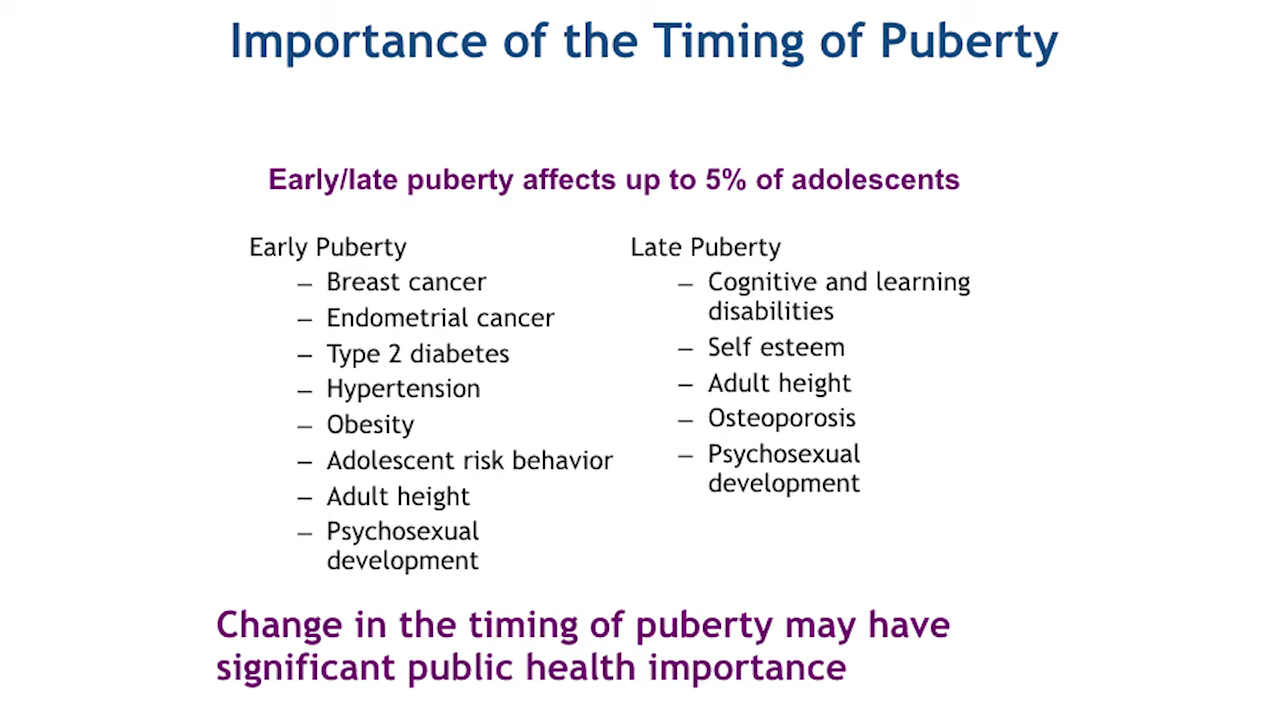 Importance of the Timing of Puberty
Early/late puberty affects up to 5% of adolescents
Early Puberty
– Breast cancer
– Endometrial cancer
– Type 2 diabetes
– Hypertension
– Obesity
– Adolescent risk behavior
– Adult height
– Psychosexual
development
Late Puberty
– Cognitive and learning
disabilities
– Self esteem
– Adult height
– Osteoporosis
– Psychosexual
development
Change in the timing of puberty may have
significant public health importance